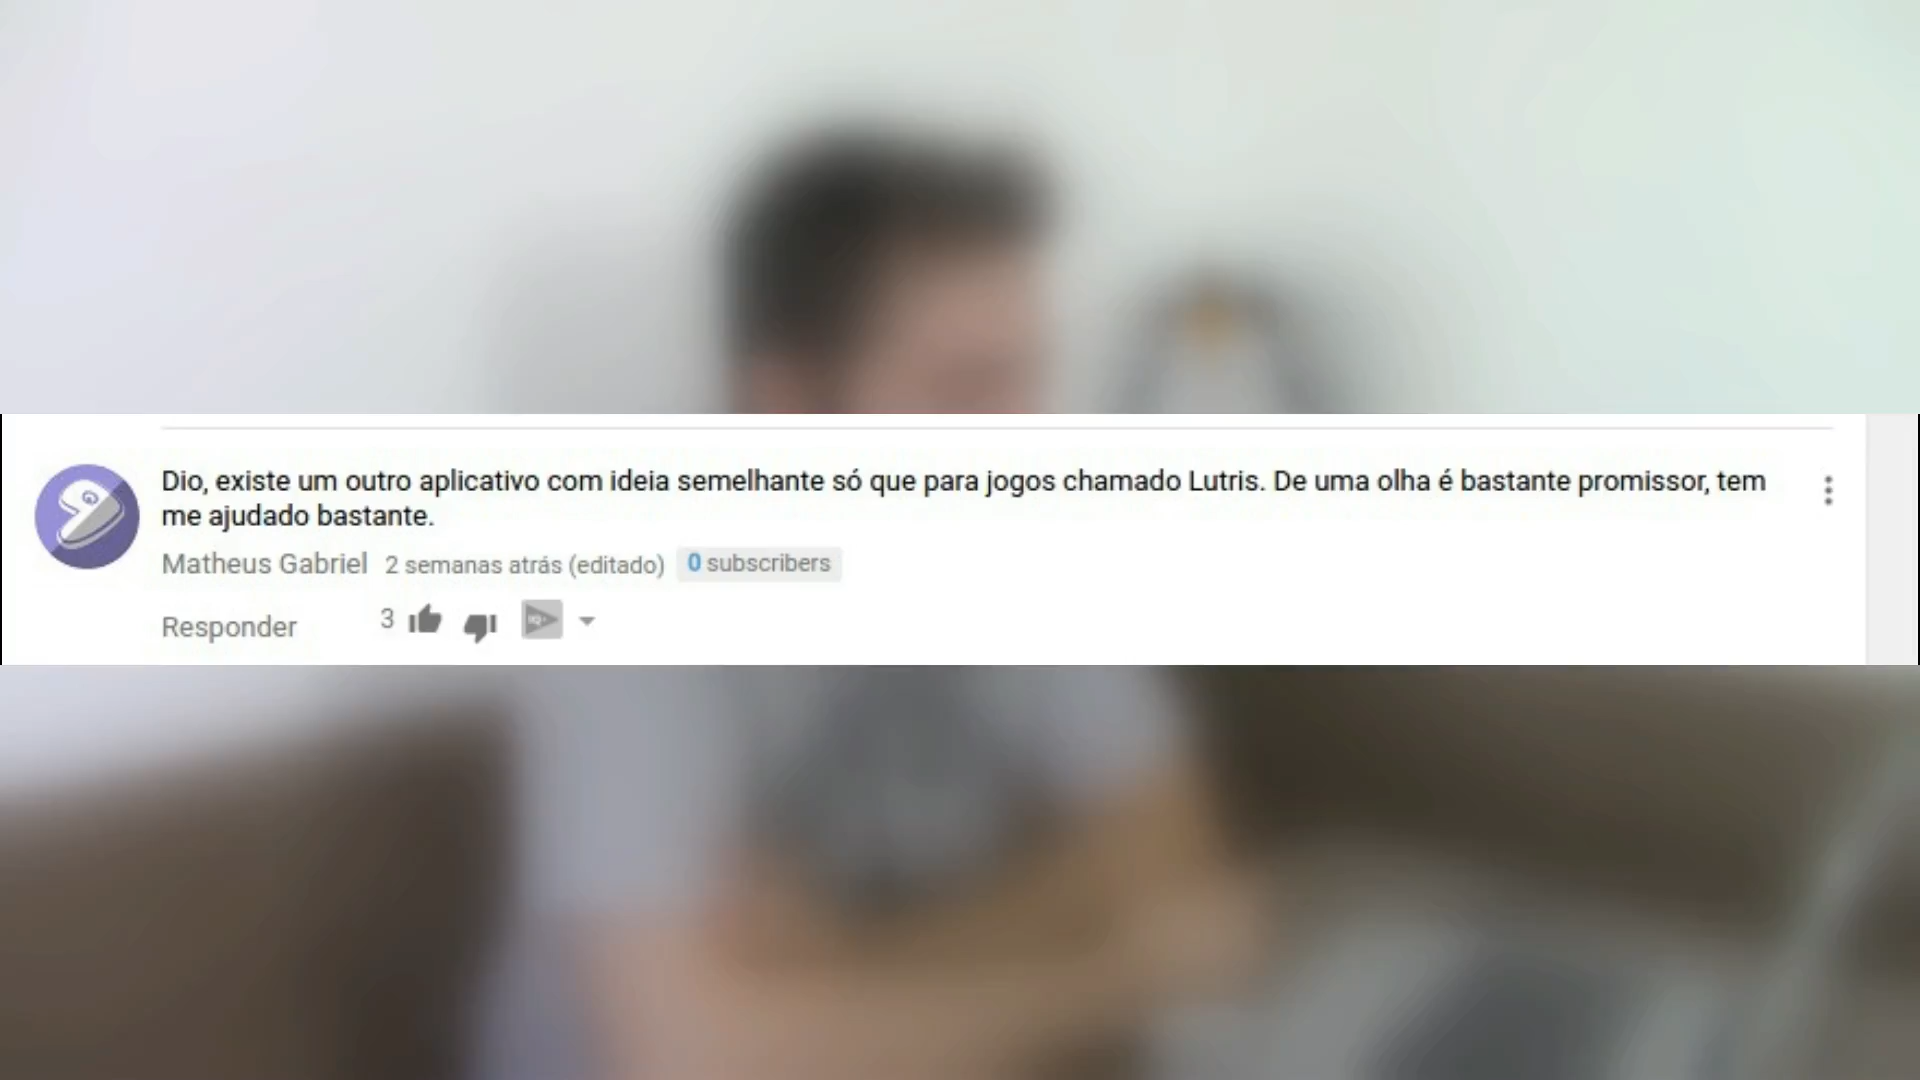 Dio, existe um outro aplicativo com ideia semelhante só que para jogos chamado Lutris. De uma olha é bastante promissor, tem
me ajudado bastante.
Matheus Gabriel 2 semanas atrás (editado) 0 subscribers
Responder 3